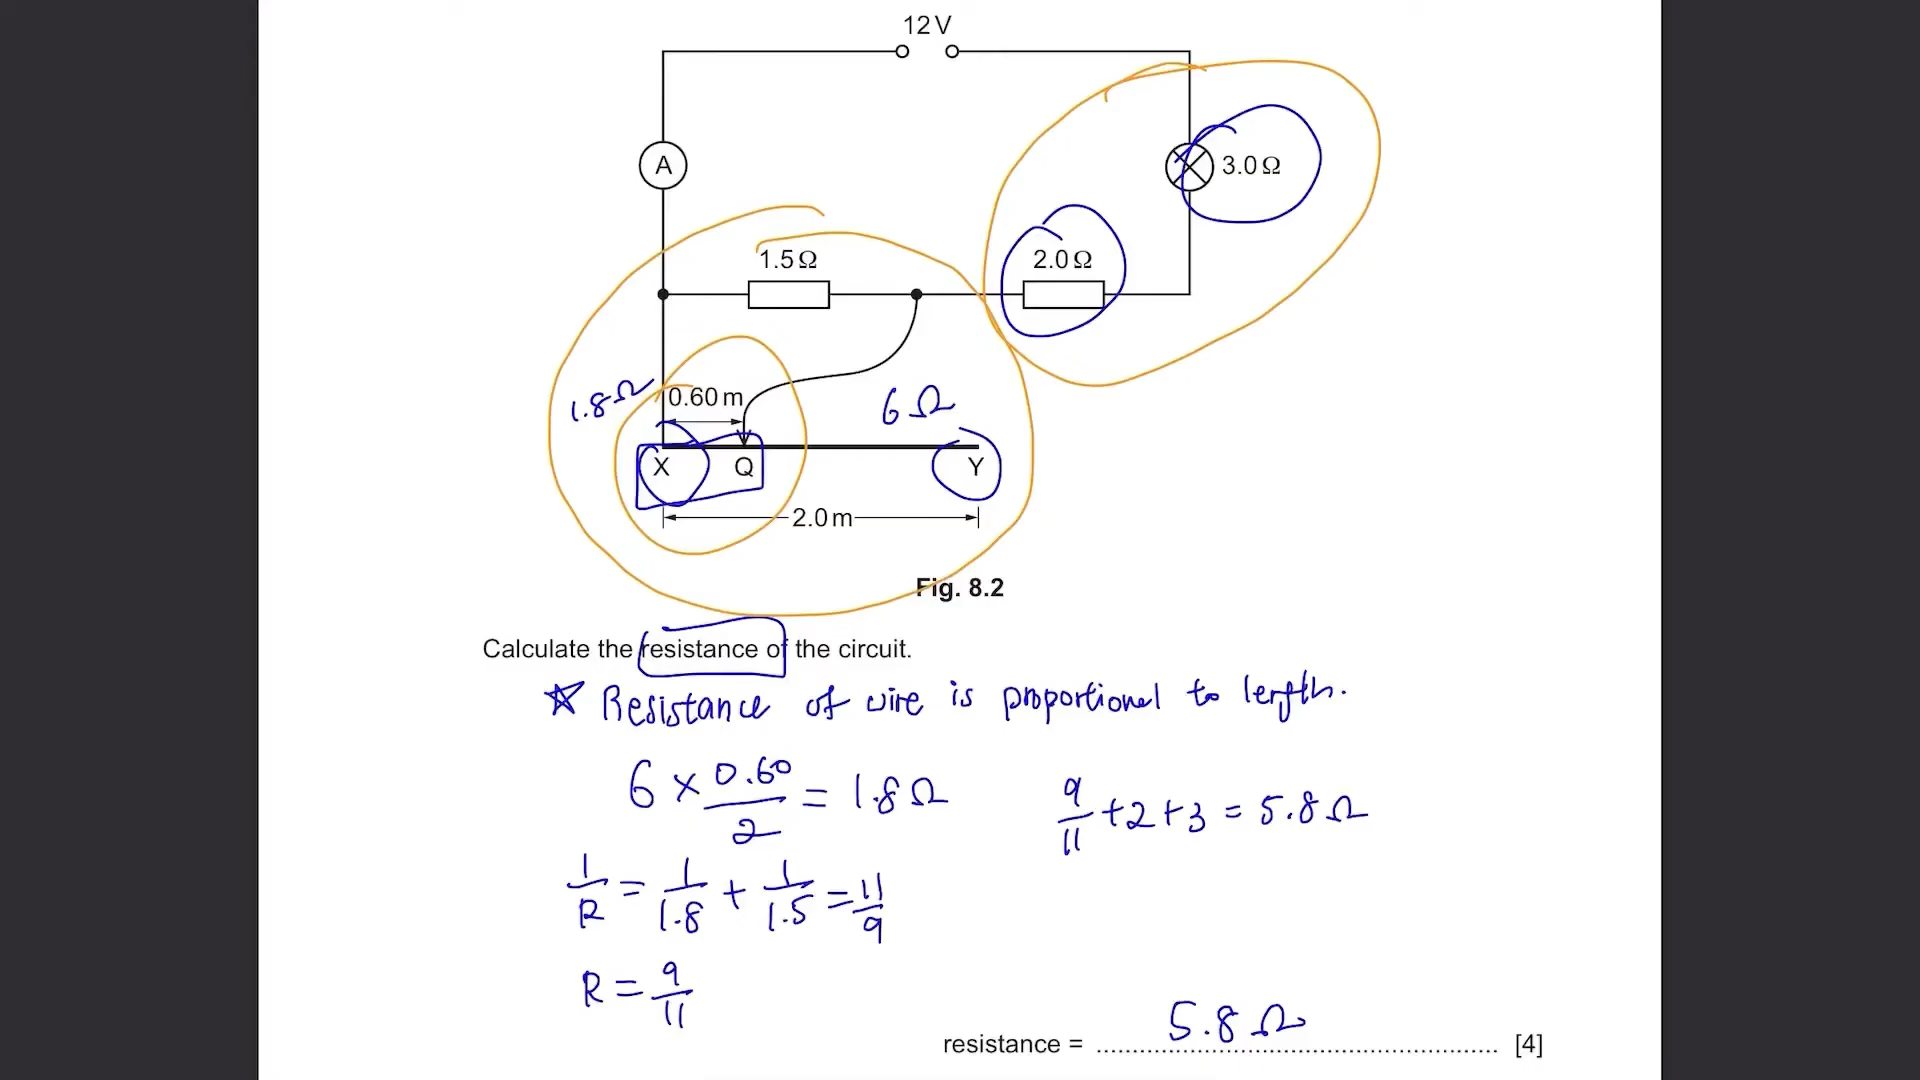 12 V
A
3.0 Ω
1.5 Ω
2.0 Ω
1.8 Ω
0.60 m
6 Ω
X
Q
Y
2.0 m
Fig. 8.2
Calculate the resistance of the circuit.
☆ Resistance of wire is proportional to length.
6 × 0.60/2 = 1.8 Ω
9/11 + 2 + 3 = 5.8 Ω
1/R = 1/1.8 + 1/1.5 = 11/9
R = 9/11
5.8 Ω
resistance = .......................................................... [4]